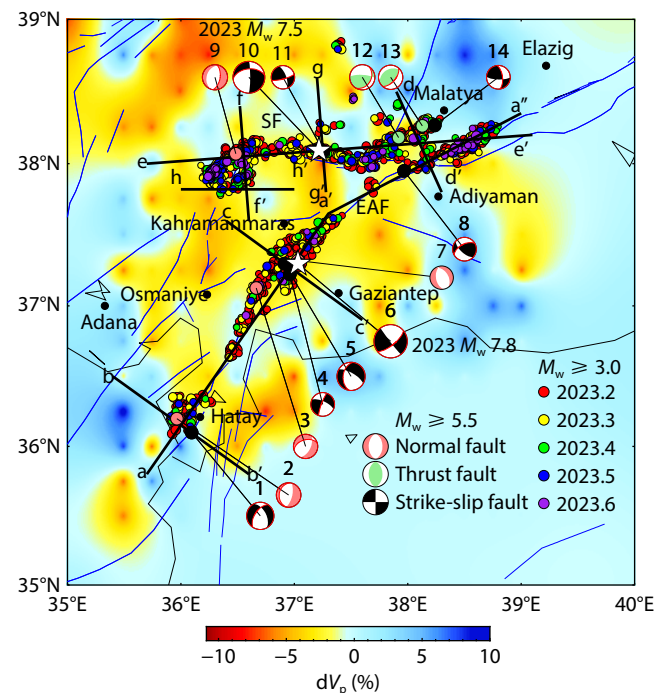 39°N
2023 Mw 7.5
9 10 11 12 13 14
Elazig
g
d
Malatya
a″
f
SF
e
h′
e′
38°N
h
g′
d′
a′
Adiyaman
f′
EAF
c
Kahramanmaras
8
7
Osmaniye
Gaziantep
37°N
Adana
c′
6
2023 Mw 7.8
b
5
Mw ≥ 3.0
4
2023.2
Hatay
3
Mw ≥ 5.5
2023.3
Normal fault
2023.4
36°N
a
b′
2
Thrust fault
2023.5
1
Strike-slip fault
2023.6
35°N
35°E 36°E 37°E 38°E 39°E 40°E
−10 −5 0 5 10
dVp (%)